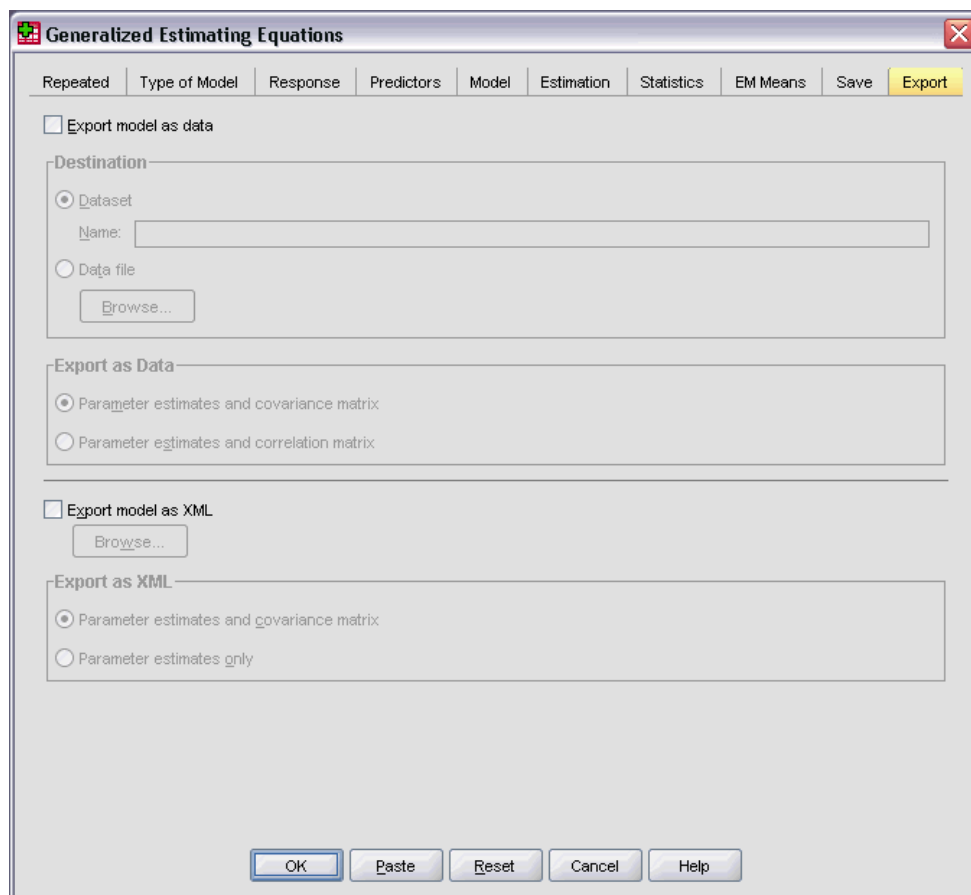 Generalized Estimating Equations
Repeated Type of Model Response Predictors Model Estimation Statistics EM Means Save Export
Export model as data
Destination
Dataset
Name:
Data file
Browse...
Export as Data
Parameter estimates and covariance matrix
Parameter estimates and correlation matrix
Export model as XML
Browse...
Export as XML
Parameter estimates and covariance matrix
Parameter estimates only
OK Paste Reset Cancel Help